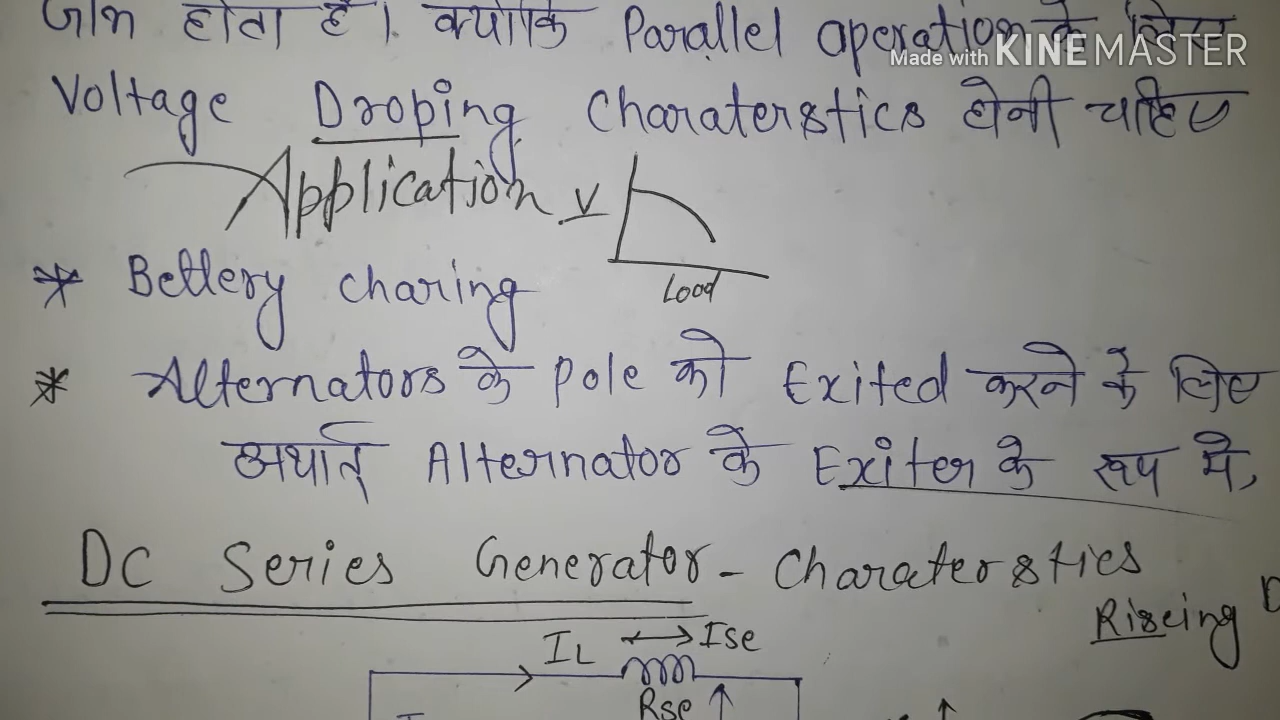 जाता होता है। क्योंकि Parallel operation के लिए
Made with KINEMASTER
Voltage Droping Charaterstics होनी चहिए
Application
V
Load
* Bettery charing
* Alternators के Pole को Exited करने के लिए
अर्थात् Alternator के Exiter के रूप मे,
DC Series Generator - Charaterstics
Riseing
IL Ise
Rse